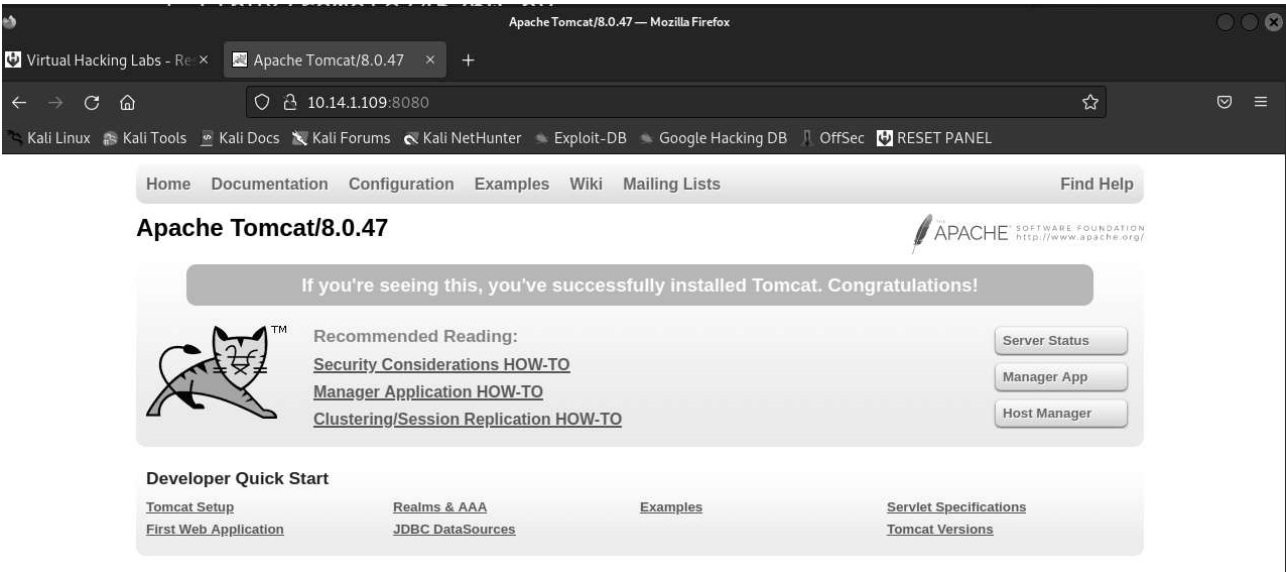 Apache Tomcat/8.0.47 — Mozilla Firefox
Virtual Hacking Labs - Re
Apache Tomcat/8.0.47
10.14.1.109:8080
Kali Linux Kali Tools Kali Docs Kali Forums Kali NetHunter Exploit-DB Google Hacking DB OffSec RESET PANEL
Home Documentation Configuration Examples Wiki Mailing Lists Find Help
Apache Tomcat/8.0.47
THE APACHE SOFTWARE FOUNDATION
http://www.apache.org/
If you're seeing this, you've successfully installed Tomcat. Congratulations!
TM
Recommended Reading:
Security Considerations HOW-TO
Manager Application HOW-TO
Clustering/Session Replication HOW-TO
Server Status
Manager App
Host Manager
Developer Quick Start
Tomcat Setup
First Web Application
Realms & AAA
JDBC DataSources
Examples
Servlet Specifications
Tomcat Versions